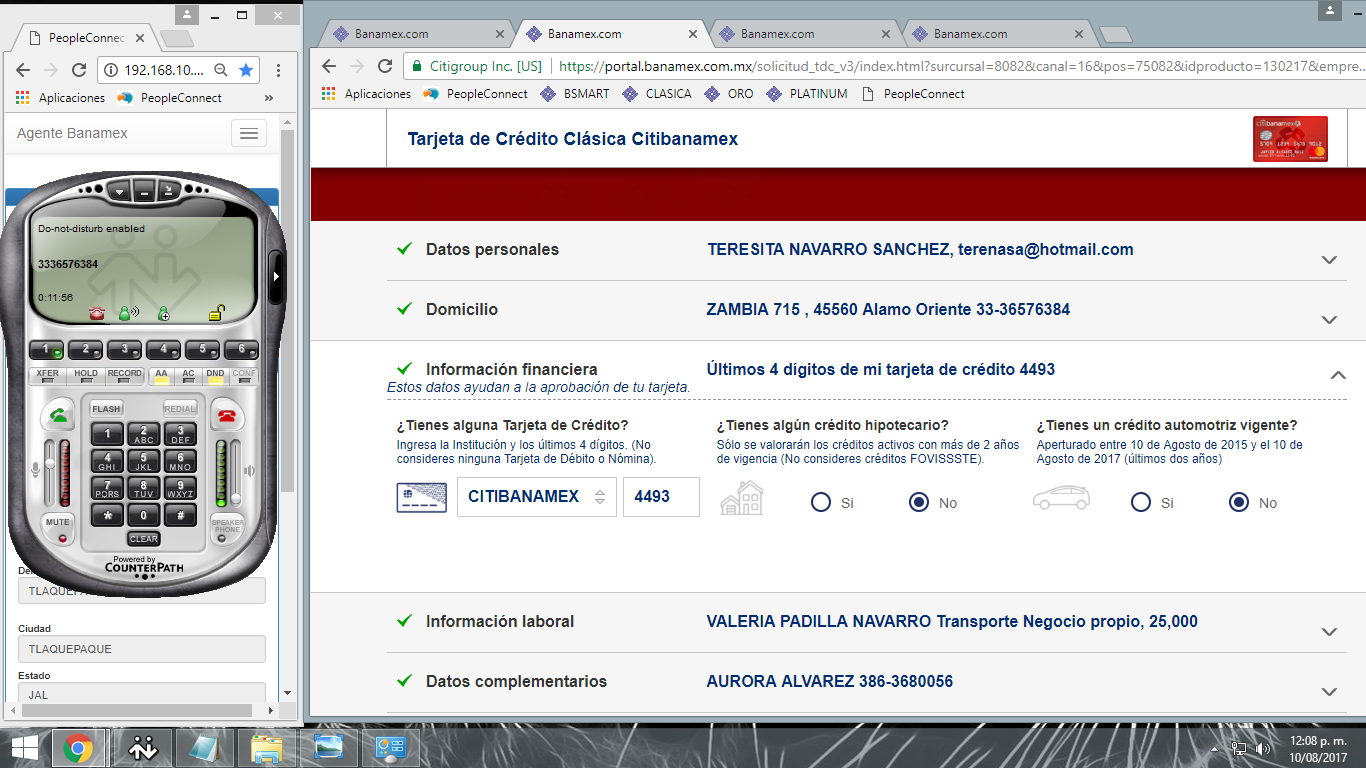 PeopleConnec
192.168.10....
Aplicaciones
PeopleConnect
»
Agente Banamex
Do-not-disturb enabled
3336576384
0:11:56
1 2 3 4 5 6
XFER HOLD RECORD AA AC DND CONF
FLASH REDIAL
1 2 ABC 3 DEF
4 GHI 5 JKL 6 MNO
7 PQRS 8 TUV 9 WXYZ
* 0 #
MUTE CLEAR SPEAKER PHONE
Powered by
COUNTERPATH
TLAQUEPA
Ciudad
TLAQUEPAQUE
Estado
JAL
Banamex.com Banamex.com Banamex.com Banamex.com
Citigroup Inc. [US] https://portal.banamex.com.mx/solicitud_tdc_v3/index.html?surcursal=8082&canal=16&pos=75082&idproducto=130217&empre...
Aplicaciones PeopleConnect BSMART CLASICA ORO PLATINUM PeopleConnect
Tarjeta de Crédito Clásica Citibanamex
citibanamex
Datos personales TERESITA NAVARRO SANCHEZ, terenasa@hotmail.com
Domicilio ZAMBIA 715 , 45560 Alamo Oriente 33-36576384
Información financiera Últimos 4 dígitos de mi tarjeta de crédito 4493
Estos datos ayudan a la aprobación de tu tarjeta.
¿Tienes alguna Tarjeta de Crédito?
Ingresa la Institución y los últimos 4 dígitos. (No
consideres ninguna Tarjeta de Débito o Nómina).
CITIBANAMEX 4493
¿Tienes algún crédito hipotecario?
Sólo se valorarán los créditos activos con más de 2 años
de vigencia (No consideres créditos FOVISSSTE).
Si No
¿Tienes un crédito automotriz vigente?
Aperturado entre 10 de Agosto de 2015 y el 10 de
Agosto de 2017 (últimos dos años)
Si No
Información laboral VALERIA PADILLA NAVARRO Transporte Negocio propio, 25,000
Datos complementarios AURORA ALVAREZ 386-3680056
12:08 p. m.
10/08/2017